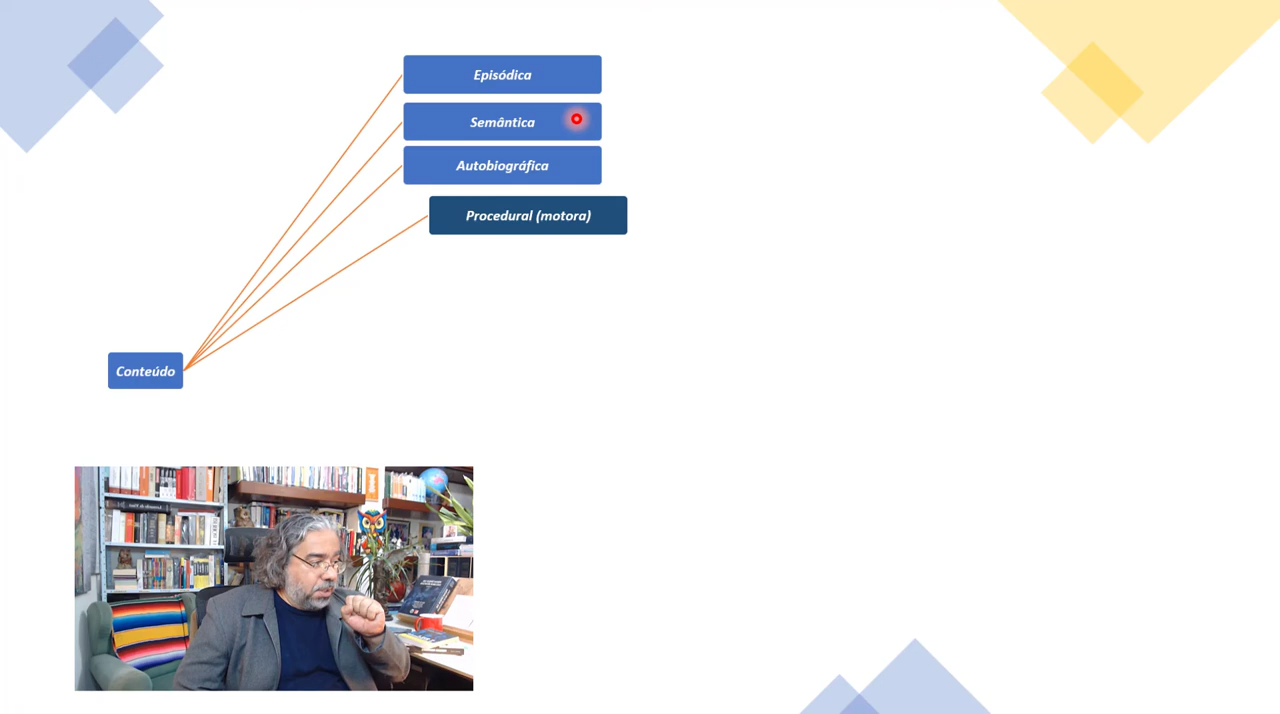 Episódica
Semântica
Autobiográfica
Procedural (motora)
Conteúdo